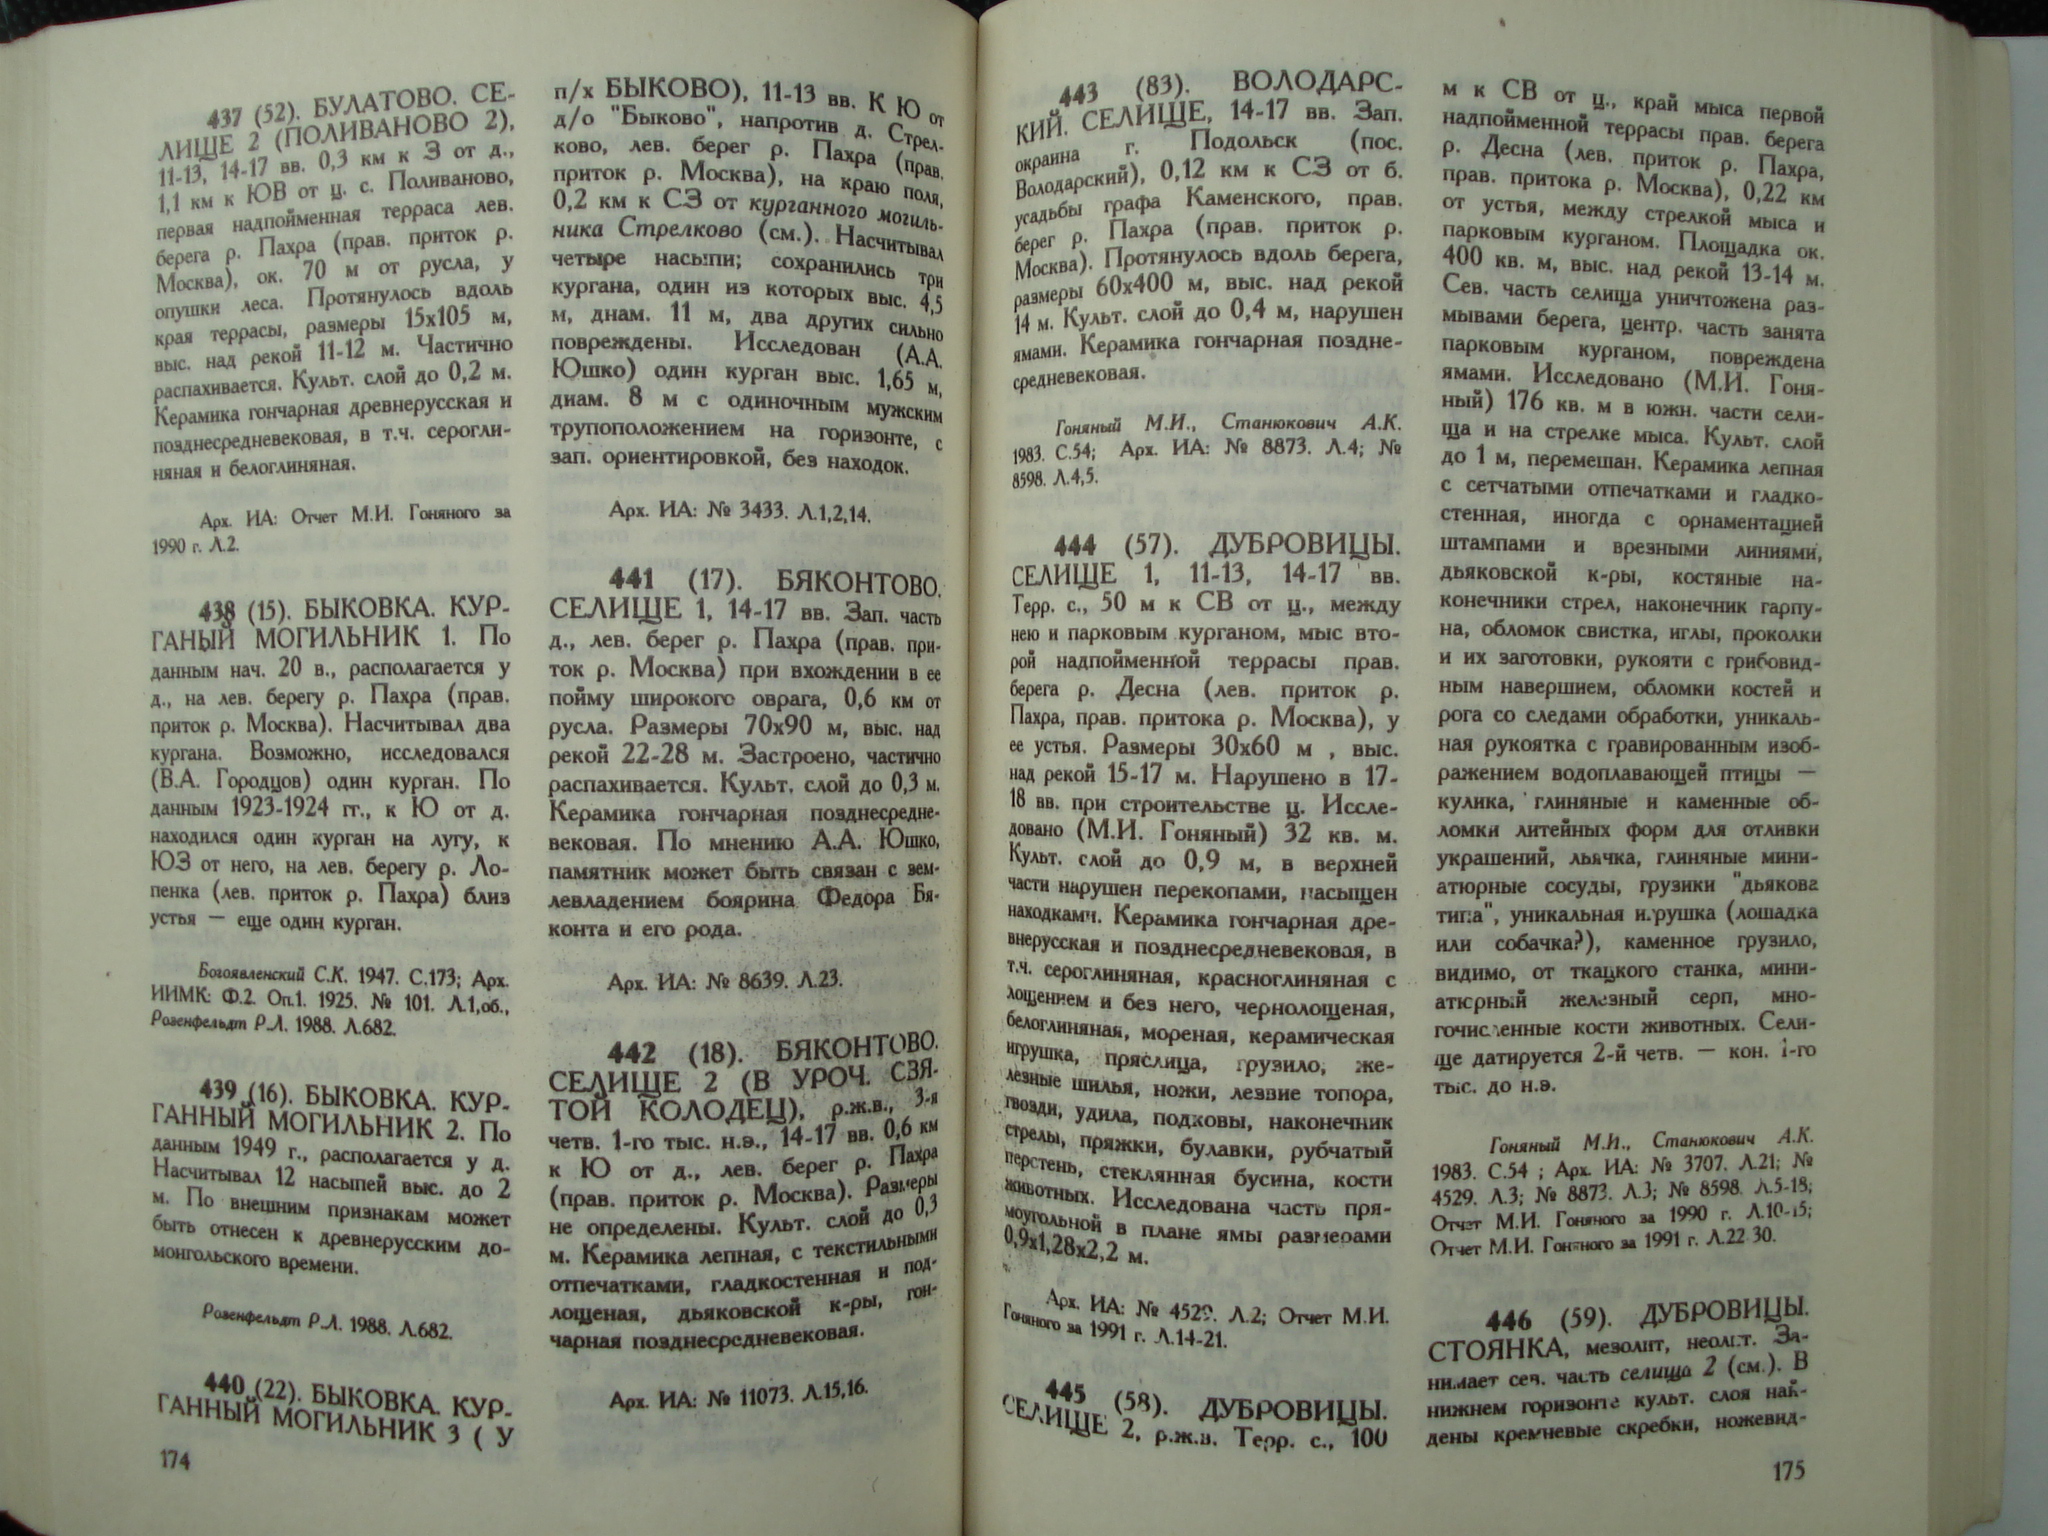 437 (52). БУЛАТОВО. СЕ-
ЛИЩЕ 2 (ПОЛИВАНОВО 2),
11-13, 14-17 вв. 0,3 км к З от д.,
1,1 км к ЮВ от ц. с. Поливаново,
первая надпойменная терраса лев.
берега р. Пахра (прав. приток р.
Москва), ок. 70 м от русла, у
опушки леса. Протянулось вдоль
края террасы, размеры 15х105 м,
выс. над рекой 11-12 м. Частично
распахивается. Культ. слой до 0,2 м.
Керамика гончарная древнерусская и
позднесредневековая, в т.ч. серогли-
няная и белоглиняная.
Арх. ИА: Отчет М.И. Гоняного за
1990 г. Л.2.
438 (15). БЫКОВКА. КУР-
ГАНЫЙ МОГИЛЬНИК 1. По
данным нач. 20 в., располагается у
д., на лев. берегу р. Пахра (прав.
приток р. Москва). Насчитывал два
кургана. Возможно, исследовался
(В.А. Городцов) один курган. По
данным 1923-1924 гг., к Ю от д.
находился один курган на лугу, к
ЮЗ от него, на лев. берегу р. Ло-
пенка (лев. приток р. Пахра) близ
устья — еще один курган.
Богоявленский С.К. 1947. С.173; Арх.
ИИМК: Ф.2. Оп.1. 1925. № 101. Л.1,об.,
Розенфельдт Р.Л. 1988. Л.682.
439 (16). БЫКОВКА. КУР-
ГАННЫЙ МОГИЛЬНИК 2. По
данным 1949 г., располагается у д.
Насчитывал 12 насыпей выс. до 2
м. По внешним признакам может
быть отнесен к древнерусским до-
монгольского времени.
Розенфельдт Р.Л. 1988. Л.682.
440 (22). БЫКОВКА. КУР-
ГАННЫЙ МОГИЛЬНИК 3 ( У
174
п/х БЫКОВО), 11-13 вв. К Ю от
д/о "Быково", напротив д. Стрел-
ково, лев. берег р. Пахра (прав.
приток р. Москва), на краю поля,
0,2 км к СЗ от курганного могиль-
ника Стрелково (см.). Насчитывал
четыре насыпи; сохранились три
кургана, один из которых выс. 4,5
м, диам. 11 м, два других сильно
повреждены. Исследован (А.А.
Юшко) один курган выс. 1,65 м,
диам. 8 м с одиночным мужским
трупоположением на горизонте, с
зап. ориентировкой, без находок.
Арх. ИА: № 3433. Л.1,2,14.
441 (17). БЯКОНТОВО.
СЕЛИЩЕ 1, 14-17 вв. Зап. часть
д., лев. берег р. Пахра (прав. при-
ток р. Москва) при вхождении в ее
пойму широкого оврага, 0,6 км от
русла. Размеры 70х90 м, выс. над
рекой 22-28 м. Застроено, частично
распахивается. Культ. слой до 0,3 м.
Керамика гончарная позднесредне-
вековая. По мнению А.А. Юшко,
памятник может быть связан с зем-
левладением боярина Федора Бя-
конта и его рода.
Арх. ИА: № 8639. Л.23.
442 (18). БЯКОНТОВО.
СЕЛИЩЕ 2 (В УРОЧ. СВЯ-
ТОЙ КОЛОДЕЦ), р.ж.в., 3-я
четв. 1-го тыс. н.э., 14-17 вв. 0,6 км
к Ю от д., лев. берег р. Пахра
(прав. приток р. Москва). Размеры
не определены. Культ. слой до 0,3
м. Керамика лепная, с текстильными
отпечатками, гладкостенная и под-
лощеная, дьяковской к-ры, гон-
чарная позднесредневековая.
Арх. ИА: № 11073. Л.15,16.
443 (83). ВОЛОДАРС-
КИЙ. СЕЛИЩЕ, 14-17 вв. Зап.
окраина г. Подольск (пос.
Володарский), 0,12 км к СЗ от б.
усадьбы графа Каменского, прав.
берег р. Пахра (прав. приток р.
Москва). Протянулось вдоль берега,
размеры 60х400 м, выс. над рекой
14 м. Культ. слой до 0,4 м, нарушен
ямами. Керамика гончарная поздне-
средневековая.
Гоняный М.И., Станюкович А.К.
1983. С.54; Арх. ИА: № 8873. Л.4; №
8598. Л.4,5.
444 (57). ДУБРОВИЦЫ.
СЕЛИЩЕ 1, 11-13, 14-17 вв.
Терр. с., 50 м к СВ от ц., между
нею и парковым курганом, мыс вто-
рой надпойменной террасы прав.
берега р. Десна (лев. приток р.
Пахра, прав. притока р. Москва), у
ее устья. Размеры 30х60 м , выс.
над рекой 15-17 м. Нарушено в 17-
18 вв. при строительстве ц. Иссле-
довано (М.И. Гоняный) 32 кв. м.
Культ. слой до 0,9 м, в верхней
части нарушен перекопами, насыщен
находками. Керамика гончарная дре-
внерусская и позднесредневековая, в
т.ч. сероглиняная, красноглиняная с
лощением и без него, чернолощеная,
белоглиняная, мореная, керамическая
игрушка, пряслица, грузило, же-
лезные шилья, ножи, лезвие топора,
гвозди, удила, подковы, наконечник
стрелы, пряжки, булавки, рубчатый
перстень, стеклянная бусина, кости
животных. Исследована часть пря-
моугольной в плане ямы размерами
0,9х1,28х2,2 м.
Арх. ИА: № 4529. Л.2; Отчет М.И.
Гоняного за 1991 г. Л.14-21.
445 (58). ДУБРОВИЦЫ.
СЕЛИЩЕ 2, р.ж.в. Терр. с., 100
м к СВ от ц., край мыса первой
надпойменной террасы прав. берега
р. Десна (лев. приток р. Пахра,
прав. притока р. Москва), 0,22 км
от устья, между стрелкой мыса и
парковым курганом. Площадка ок.
400 кв. м, выс. над рекой 13-14 м.
Сев. часть селища уничтожена раз-
мывами берега, центр. часть занята
парковым курганом, повреждена
ямами. Исследовано (М.И. Гоня-
ный) 176 кв. м в южн. части сели-
ща и на стрелке мыса. Культ. слой
до 1 м, перемешан. Керамика лепная
с сетчатыми отпечатками и гладко-
стенная, иногда с орнаментацией
штампами и врезными линиями,
дьяковской к-ры, костяные на-
конечники стрел, наконечник гарпу-
на, обломок свистка, иглы, проколки
и их заготовки, рукояти с грибовид-
ным навершием, обломки костей и
рога со следами обработки, уникаль-
ная рукоятка с гравированным изоб-
ражением водоплавающей птицы —
кулика, глиняные и каменные об-
ломки литейных форм для отливки
украшений, льячка, глиняные мини-
атюрные сосуды, грузики "дьякова
типа", уникальная игрушка (лошадка
или собачка?), каменное грузило,
видимо, от ткацкого станка, мини-
атюрный железный серп, мно-
гочисленные кости животных. Сели-
ще датируется 2-й четв. — кон. 1-го
тыс. до н.э.
Гоняный М.И., Станюкович А.К.
1983. С.54 ; Арх. ИА: № 3707. Л.21; №
4529. Л.3; № 8873. Л.3; № 8598. Л.5-18;
Отчет М.И. Гоняного за 1990 г. Л.10-15;
Отчет М.И. Гоняного за 1991 г. Л.22-30.
446 (59). ДУБРОВИЦЫ.
СТОЯНКА, мезолит, неолит. За-
нимает сев. часть селища 2 (см.). В
нижнем горизонте культ. слоя най-
дены кремневые скребки, ножевид-
175